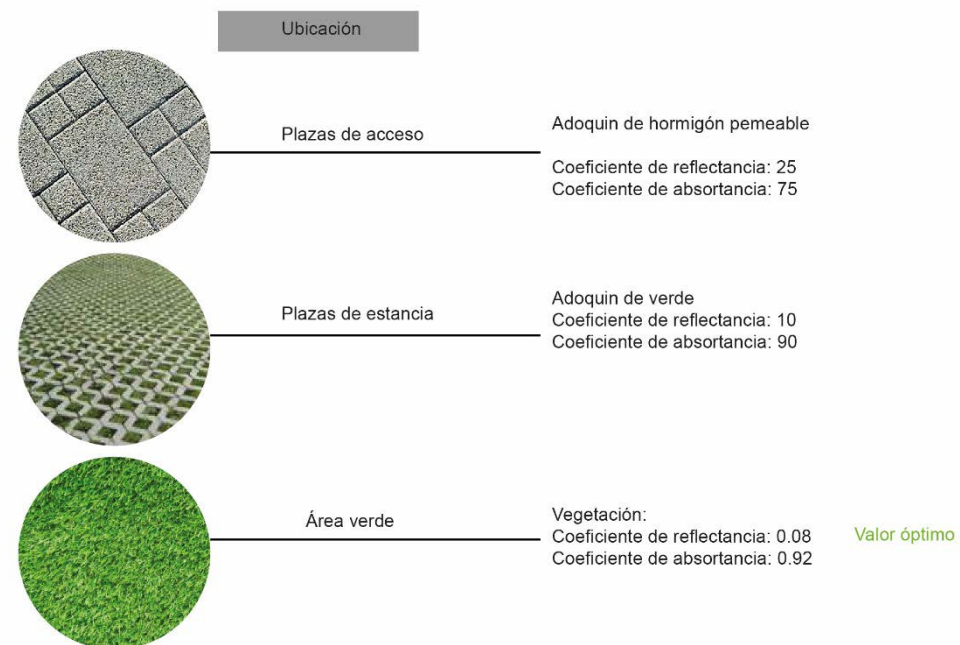 Ubicación
Plazas de acceso
Adoquin de hormigón pemeable
Coeficiente de reflectancia: 25
Coeficiente de absortancia: 75
Plazas de estancia
Adoquin de verde
Coeficiente de reflectancia: 10
Coeficiente de absortancia: 90
Área verde
Vegetación:
Coeficiente de reflectancia: 0.08
Coeficiente de absortancia: 0.92
Valor óptimo